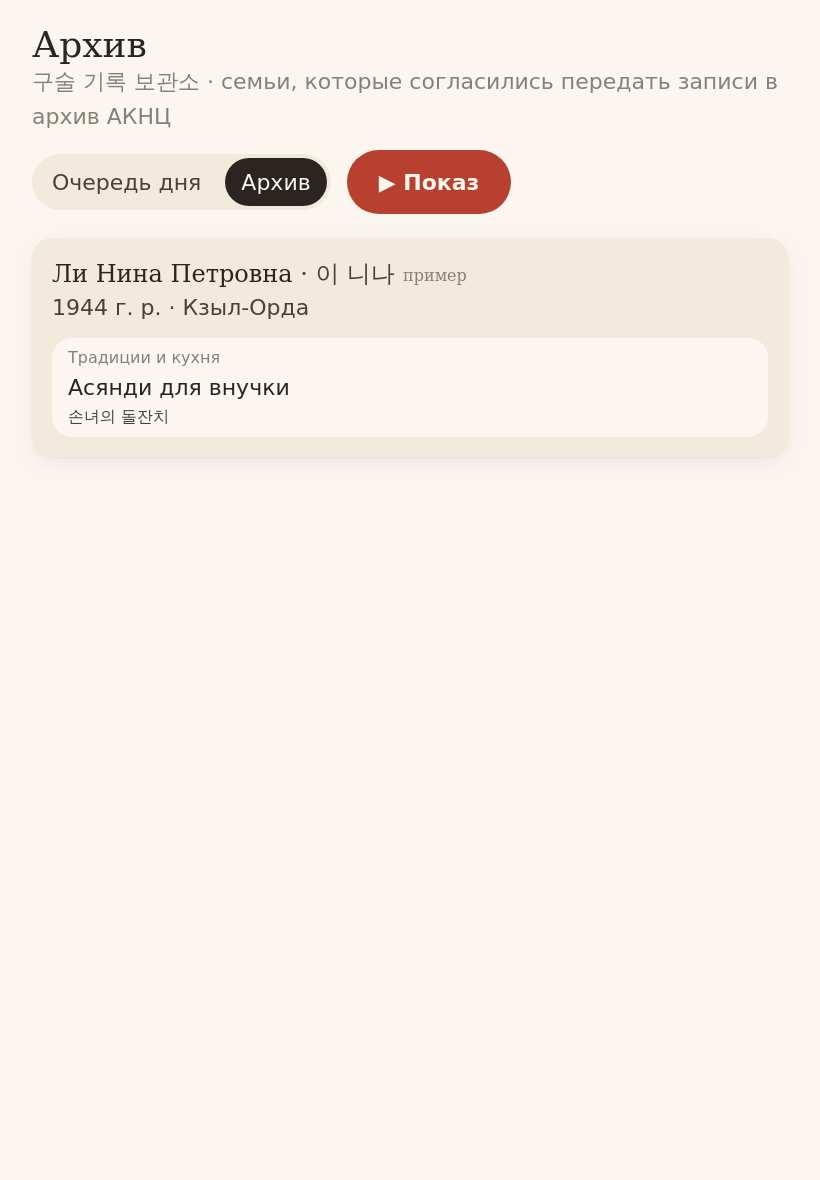 Архив
구술 기록 보관소 · семьи, которые согласились передать записи в
архив АКНЦ
Очередь дня Архив ▶ Показ
Ли Нина Петровна · 이 니나 пример
1944 г. р. · Кзыл-Орда
Традиции и кухня
Асянди для внучки
손녀의 돌잔치